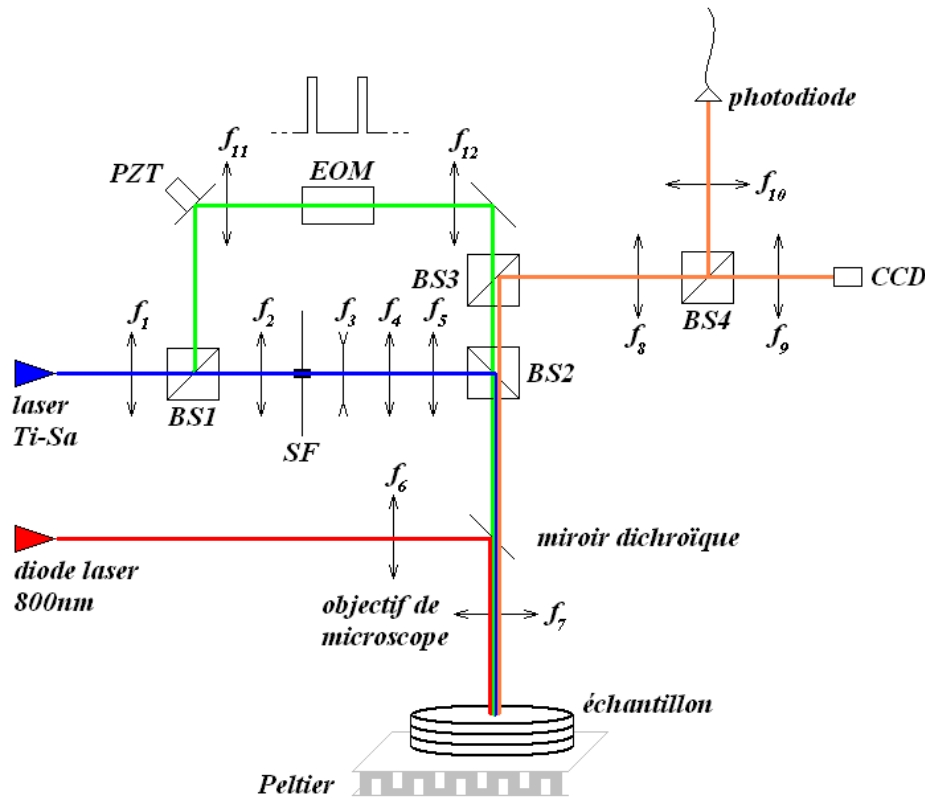 photodiode
f10
f11
EOM
f12
PZT
BS3
CCD
BS4
f8
f9
f1
f2
f3
f4
f5
BS2
laser
Ti-Sa
BS1
SF
f6
miroir dichroïque
diode laser
800nm
objectif de
microscope
f7
échantillon
Peltier